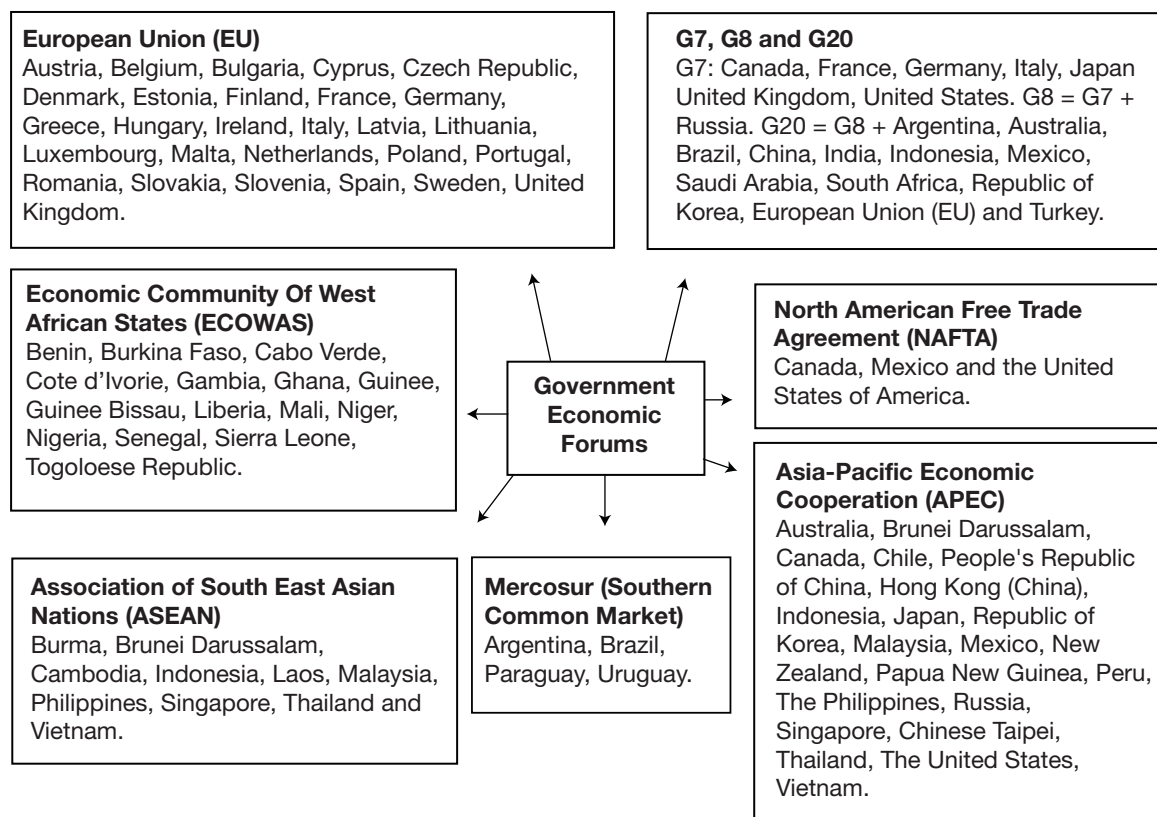 European Union (EU)
Austria, Belgium, Bulgaria, Cyprus, Czech Republic,
Denmark, Estonia, Finland, France, Germany,
Greece, Hungary, Ireland, Italy, Latvia, Lithuania,
Luxembourg, Malta, Netherlands, Poland, Portugal,
Romania, Slovakia, Slovenia, Spain, Sweden, United
Kingdom.
G7, G8 and G20
G7: Canada, France, Germany, Italy, Japan
United Kingdom, United States. G8 = G7 +
Russia. G20 = G8 + Argentina, Australia,
Brazil, China, India, Indonesia, Mexico,
Saudi Arabia, South Africa, Republic of
Korea, European Union (EU) and Turkey.
Economic Community Of West
African States (ECOWAS)
Benin, Burkina Faso, Cabo Verde,
Cote d’Ivorie, Gambia, Ghana, Guinee,
Guinee Bissau, Liberia, Mali, Niger,
Nigeria, Senegal, Sierra Leone,
Togoloese Republic.
Government
Economic
Forums
North American Free Trade
Agreement (NAFTA)
Canada, Mexico and the United
States of America.
Association of South East Asian
Nations (ASEAN)
Burma, Brunei Darussalam,
Cambodia, Indonesia, Laos, Malaysia,
Philippines, Singapore, Thailand and
Vietnam.
Mercosur (Southern
Common Market)
Argentina, Brazil,
Paraguay, Uruguay.
Asia-Pacific Economic
Cooperation (APEC)
Australia, Brunei Darussalam,
Canada, Chile, People's Republic
of China, Hong Kong (China),
Indonesia, Japan, Republic of
Korea, Malaysia, Mexico, New
Zealand, Papua New Guinea, Peru,
The Philippines, Russia,
Singapore, Chinese Taipei,
Thailand, The United States,
Vietnam.